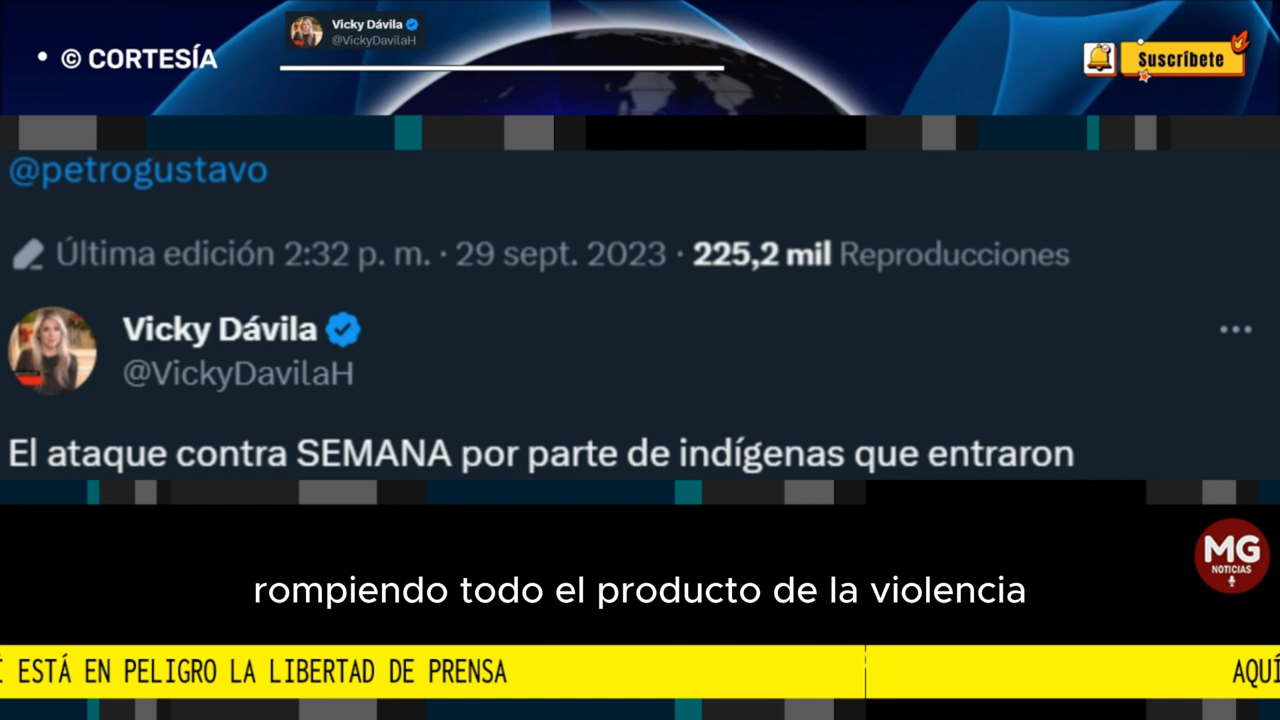 Vicky Dávila
@VickyDavilaH
• © CORTESÍA
Suscríbete
@petrogustavo
Última edición 2:32 p. m. · 29 sept. 2023 · 225,2 mil Reproducciones
Vicky Dávila
@VickyDavilaH
El ataque contra SEMANA por parte de indígenas que entraron
MG
NOTICIAS
rompiendo todo el producto de la violencia
Í ESTÁ EN PELIGRO LA LIBERTAD DE PRENSA AQUÍ